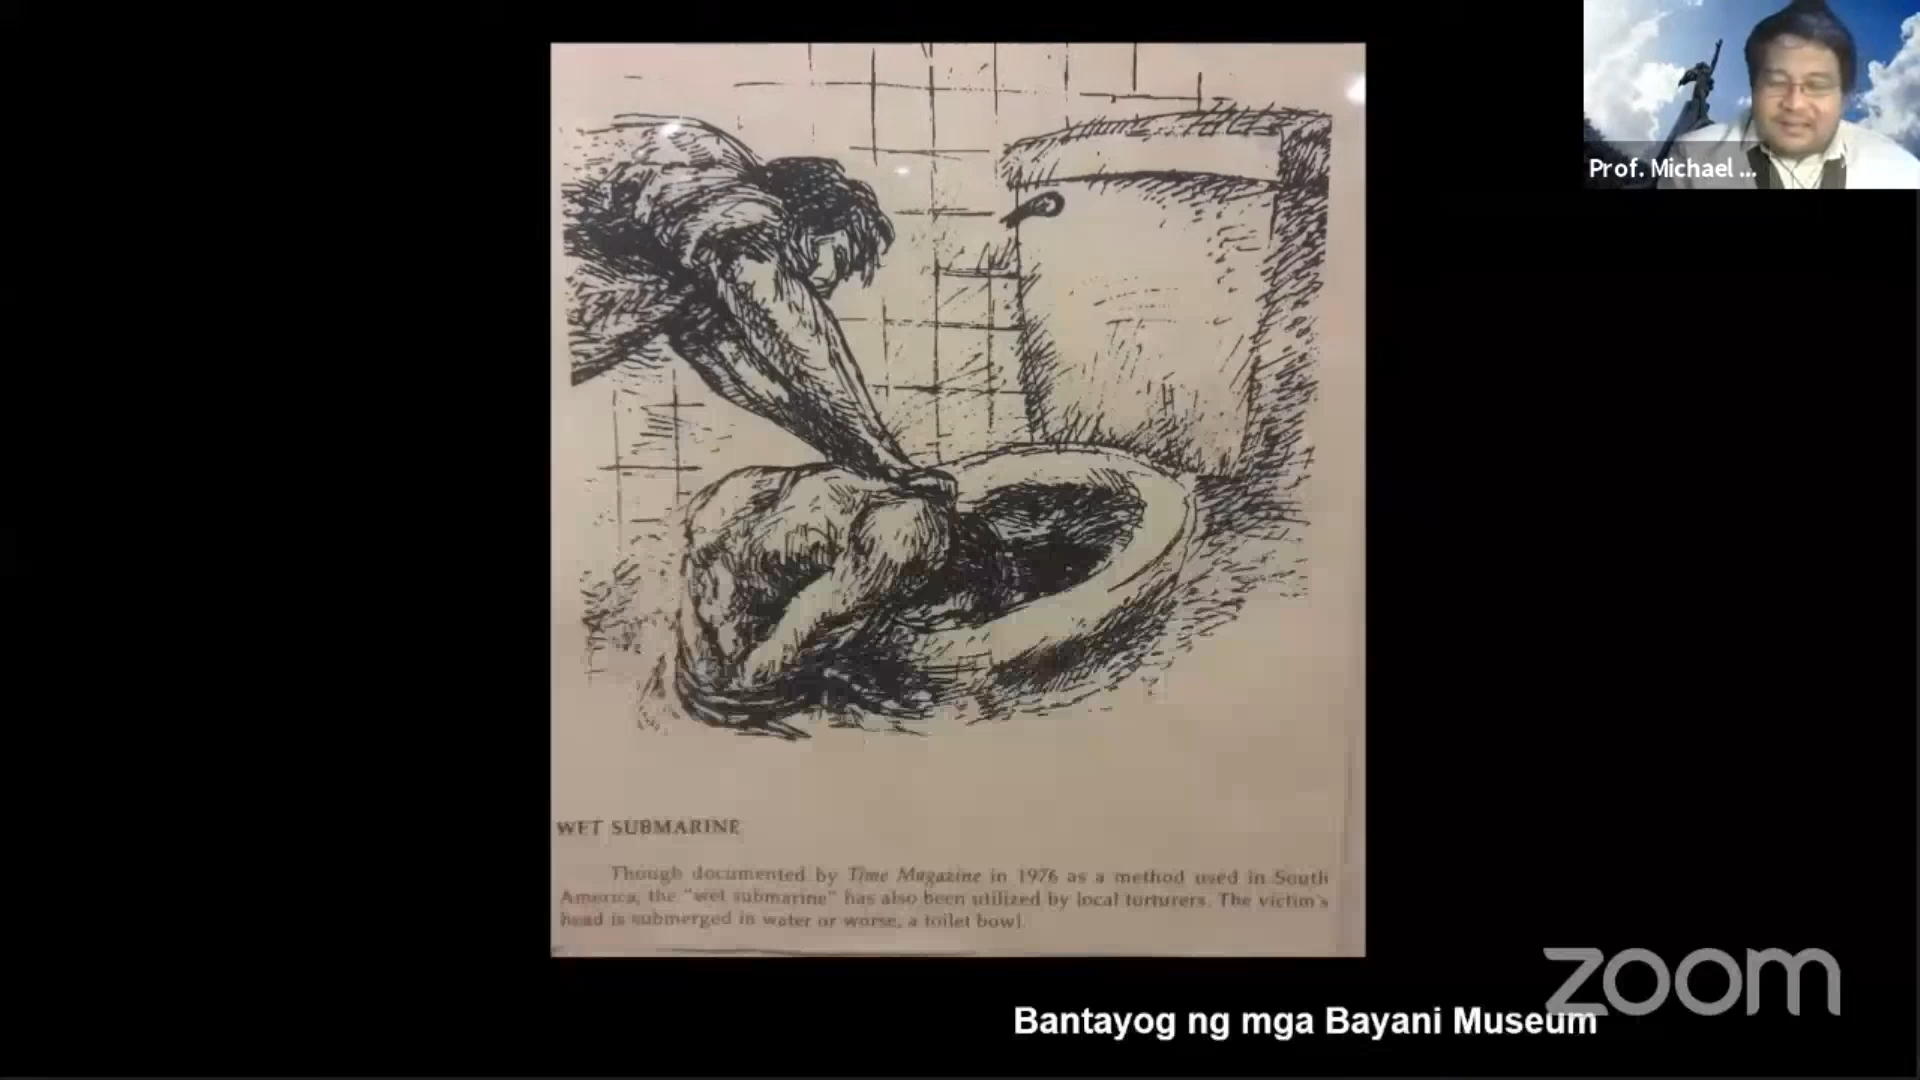 Prof. Michael ...
WET SUBMARINE
Though documented by Time Magazine in 1976 as a method used in South
America, the "wet submarine" has also been utilized by local torturers. The victim's
head is submerged in water or worse, a toilet bowl.
zoom
Bantayog ng mga Bayani Museum